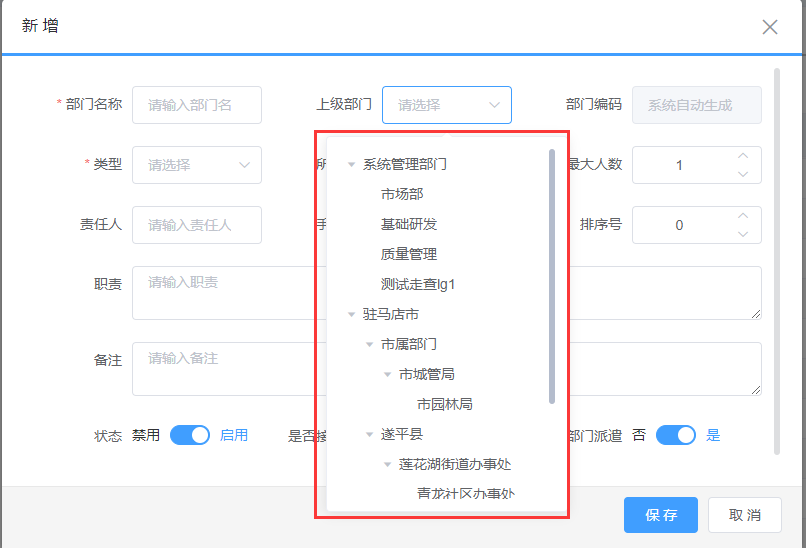 新 增
* 部门名称 请输入部门名 上级部门 请选择 部门编码 系统自动生成
* 类型 请选择 所 最大人数 1
责任人 请输入责任人 手 排序号 0
职责 请输入职责
备注 请输入备注
状态 禁用 启用 是否接 部门派遣 否 是
系统管理部门
市场部
基础研发
质量管理
测试走查lg1
驻马店市
市属部门
市城管局
市园林局
遂平县
莲花湖街道办事处
青龙社区办事处
保 存 取 消